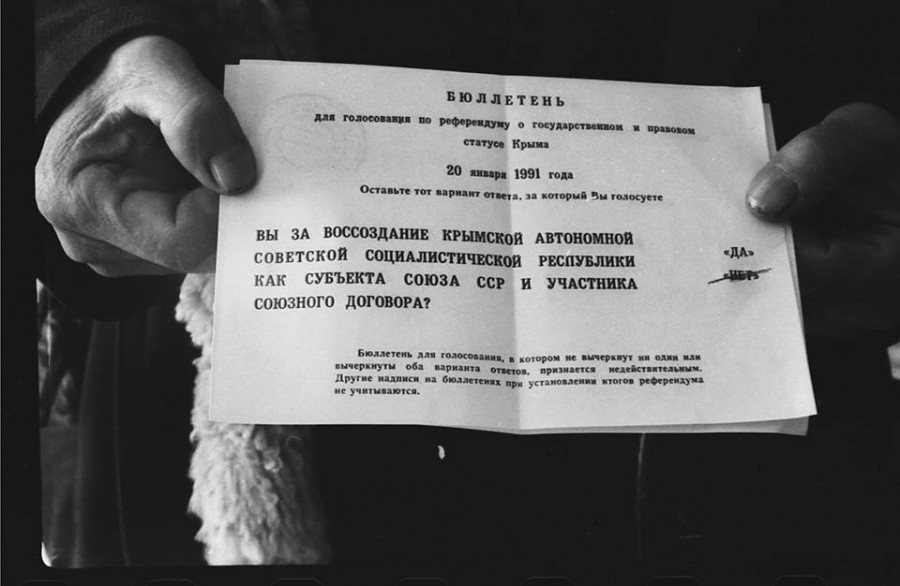 БЮЛЛЕТЕНЬ
для голосования по референдуму о государственном и правовом
статусе Крыма
20 января 1991 года
Оставьте тот вариант ответа, за который Вы голосуете
ВЫ ЗА ВОССОЗДАНИЕ КРЫМСКОЙ АВТОНОМНОЙ
СОВЕТСКОЙ СОЦИАЛИСТИЧЕСКОЙ РЕСПУБЛИКИ
КАК СУБЪЕКТА СОЮЗА ССР И УЧАСТНИКА
СОЮЗНОГО ДОГОВОРА?
«ДА»
«НЕТ»
Бюллетень для голосования, в котором не вычеркнут ни один или
вычеркнуты оба варианта ответов, признается недействительным.
Другие надписи на бюллетенях при установлении итогов референдума
не учитываются.